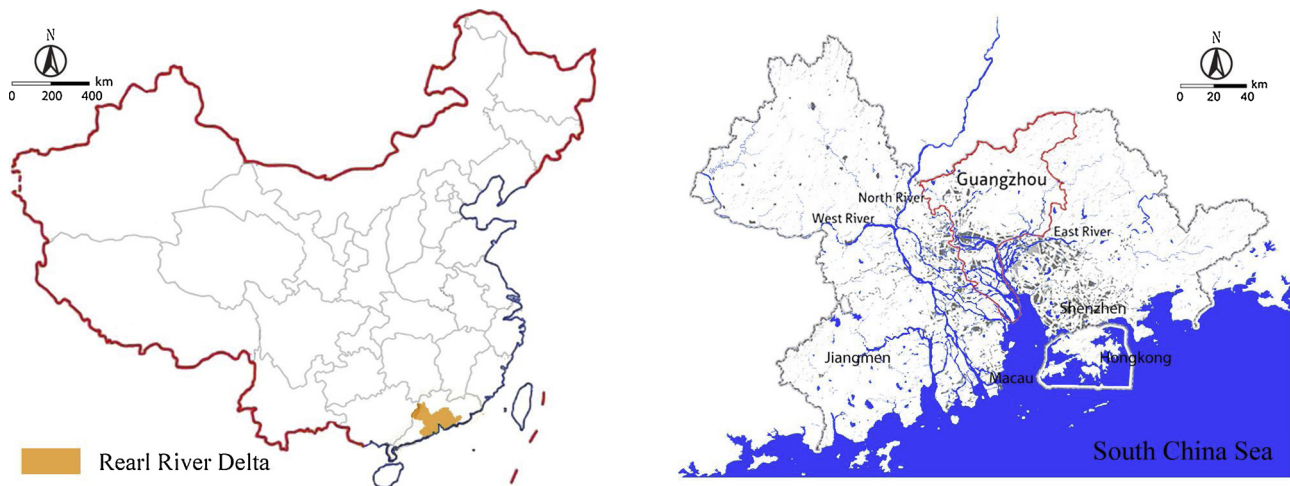 N
km
0 200 400
Rearl River Delta
N
km
0 20 40
Guangzhou
North River
West River
East River
Shenzhen
Jiangmen
Hongkong
Macau
South China Sea